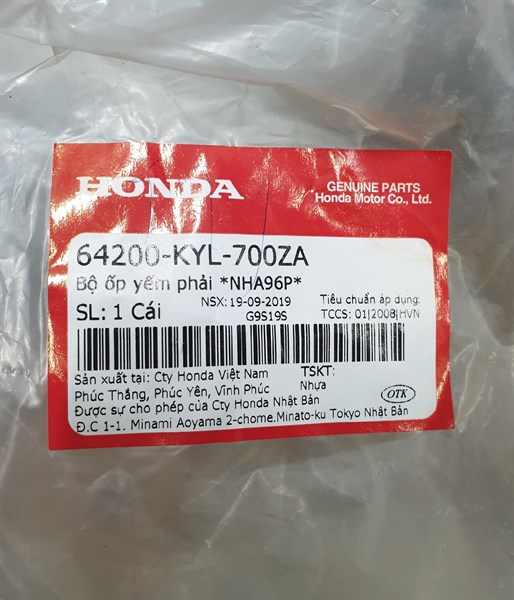 HONDA
GENUINE PARTS
Honda Motor Co., Ltd.
64200-KYL-700ZA
Bộ ốp yếm phải *NHA96P*
SL: 1 Cái
NSX: 19-09-2019
G9S19S
Tiêu chuẩn áp dụng:
TCCS: 01|2008|HVN
Sản xuất tại: Cty Honda Việt Nam
Phúc Thắng, Phúc Yên, Vĩnh Phúc
TSKT:
Nhựa
Được sự cho phép của Cty Honda Nhật Bản
Đ.C 1-1. Minami Aoyama 2-chome.Minato-ku Tokyo Nhật Bản
OTK